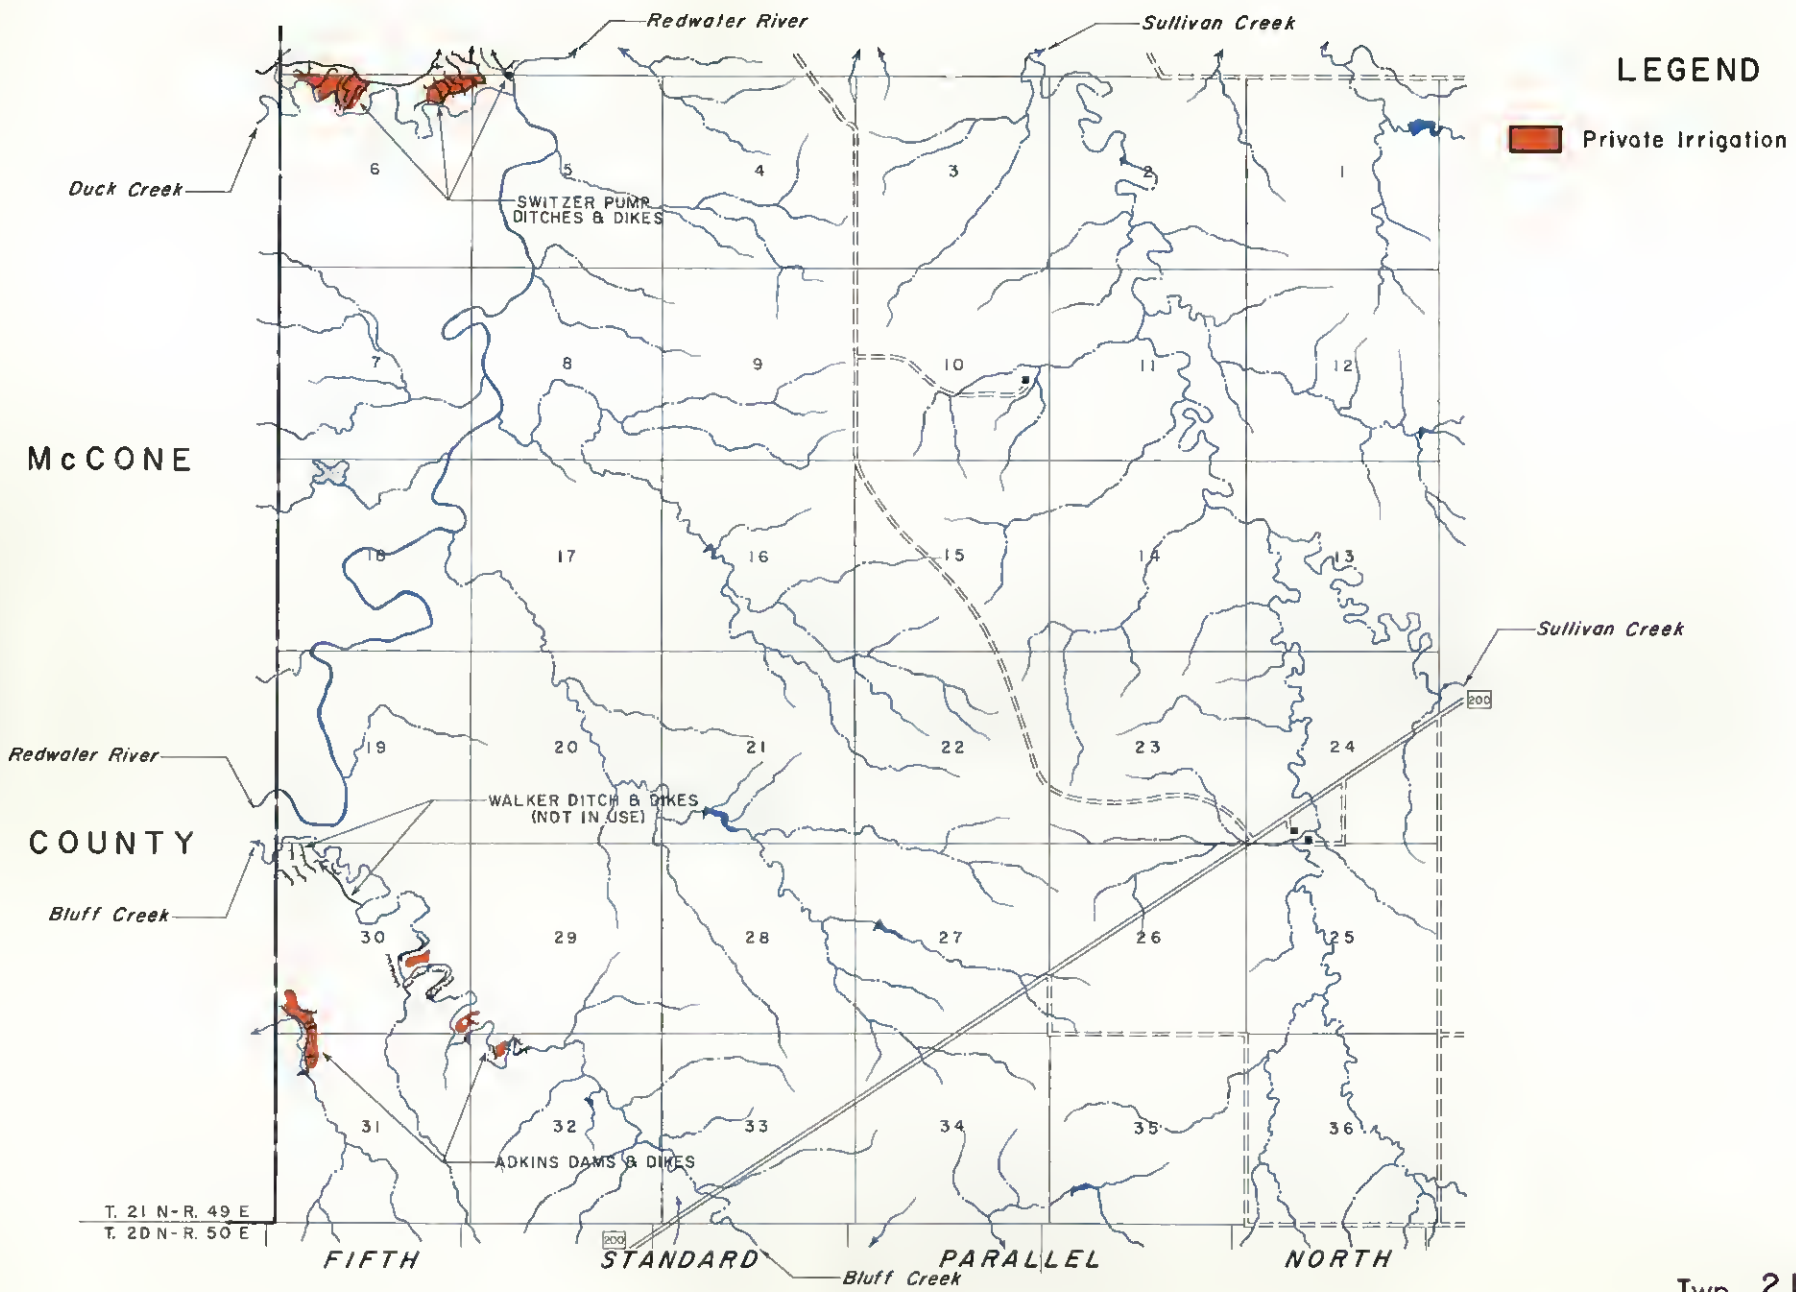 Redwater River
Sullivan Creek
LEGEND
Private Irrigation
Duck Creek
6
5
4
3
2
1
SWITZER PUMP
DITCHES & DIKES
7
8
9
10
11
12
McCONE
18
17
16
15
14
13
Sullivan Creek
200
19
20
21
22
23
24
Redwater River
WALKER DITCH & DIKES
(NOT IN USE)
COUNTY
Bluff Creek
30
29
28
27
26
25
31
32
33
34
35
36
ADKINS DAMS & DIKES
T. 21 N-R. 49 E
T. 20 N-R. 50 E
200
FIFTH STANDARD PARALLEL NORTH
Bluff Creek
Twp. 21